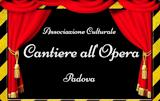 Associazione Culturale
Cantiere all'Opera
Padova